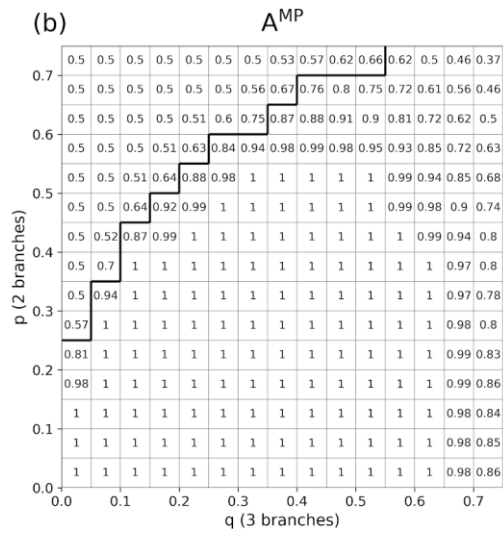 (b) A^MP
0.5 0.5 0.5 0.5 0.5 0.5 0.5 0.53 0.57 0.62 0.66 0.62 0.5 0.46 0.37
0.7 0.5 0.5 0.5 0.5 0.5 0.5 0.56 0.67 0.76 0.8 0.75 0.72 0.61 0.56 0.46
0.5 0.5 0.5 0.51 0.6 0.75 0.87 0.88 0.91 0.9 0.81 0.72 0.62 0.5
0.6 0.5 0.5 0.5 0.51 0.63 0.84 0.94 0.98 0.99 0.98 0.95 0.93 0.85 0.72 0.63
0.5 0.5 0.51 0.64 0.88 0.98 1 1 1 1 1 0.99 0.94 0.85 0.68
0.5 0.5 0.5 0.64 0.92 0.99 1 1 1 1 1 1 0.99 0.98 0.9 0.74
0.5 0.52 0.87 0.99 1 1 1 1 1 1 1 1 0.99 0.94 0.8
0.4 0.5 0.7 1 1 1 1 1 1 1 1 1 1 1 0.97 0.8
0.5 0.94 1 1 1 1 1 1 1 1 1 1 1 0.97 0.78
0.3 0.57 1 1 1 1 1 1 1 1 1 1 1 1 0.98 0.8
0.81 1 1 1 1 1 1 1 1 1 1 1 1 0.99 0.83
0.2 0.98 1 1 1 1 1 1 1 1 1 1 1 1 0.99 0.86
1 1 1 1 1 1 1 1 1 1 1 1 1 0.98 0.84
0.1 1 1 1 1 1 1 1 1 1 1 1 1 1 0.98 0.85
1 1 1 1 1 1 1 1 1 1 1 1 1 0.98 0.86
0.0
0.0 0.1 0.2 0.3 0.4 0.5 0.6 0.7
q (3 branches)
p (2 branches)